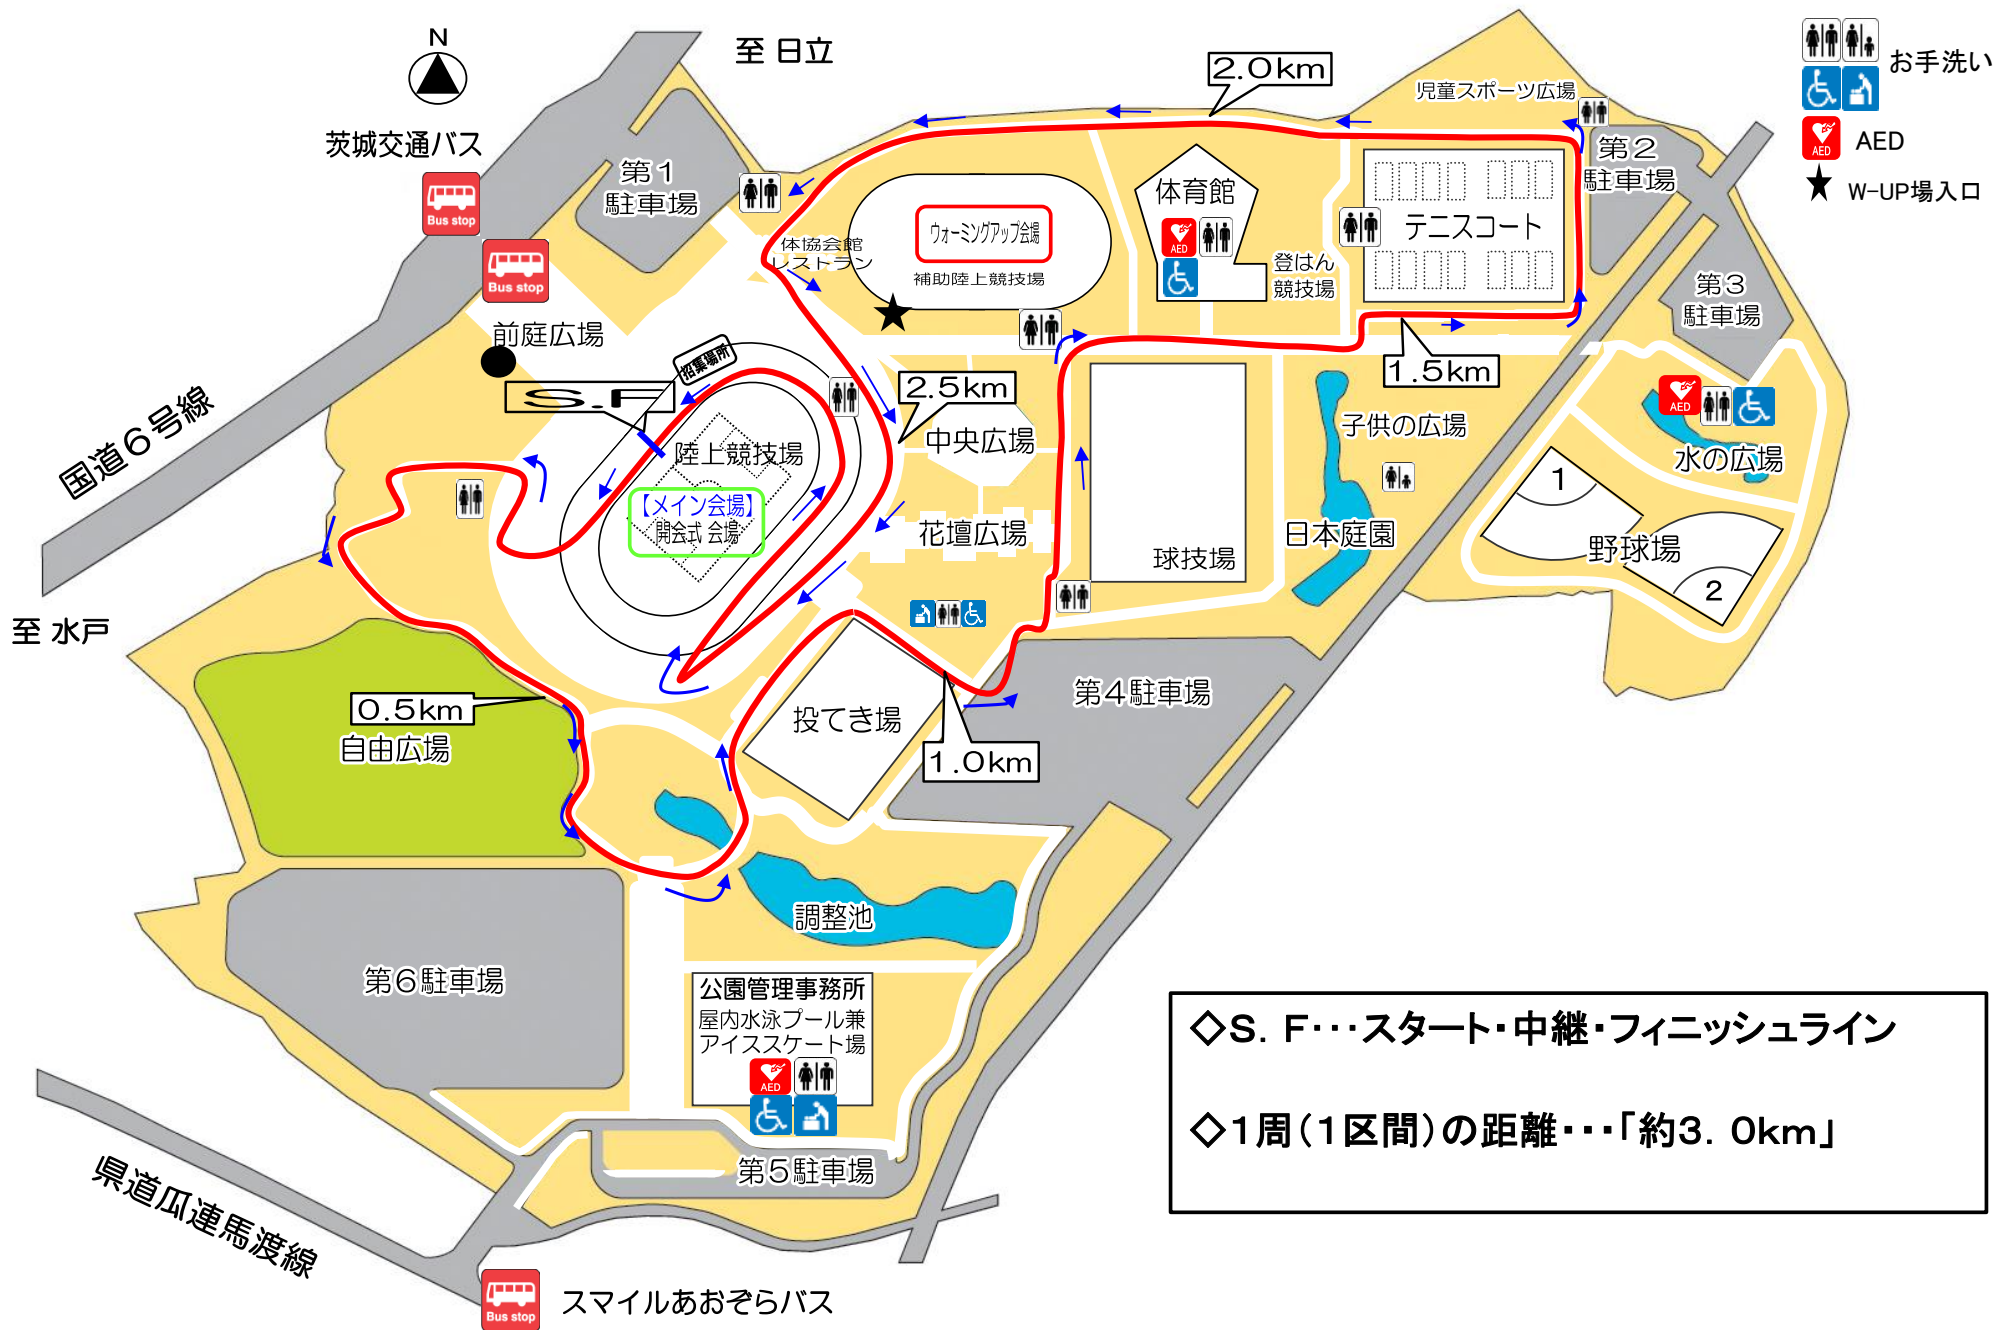 N
至 日立
茨城交通バス
Bus stop
Bus stop
第1
駐車場
2.0km
児童スポーツ広場
お手洗い
AED
AED
W-UP場入口
第2
駐車場
体育館
AED
テニスコート
ウォーミングアップ会場
補助陸上競技場
体協会館
レストラン
登はん
競技場
第3
駐車場
前庭広場
招集場所
S.F
2.5km
1.5km
国道6号線
陸上競技場
【メイン会場】
開会式 会場
中央広場
花壇広場
球技場
子供の広場
日本庭園
AED
水の広場
1
野球場
2
至 水戸
0.5km
自由広場
投てき場
1.0km
第4駐車場
調整池
第6駐車場
公園管理事務所
屋内水泳プール兼
アイススケート場
AED
第5駐車場
県道瓜連馬渡線
Bus stop
スマイルあおぞらバス
◇S. F･･･スタート・中継・フィニッシュライン
◇1周(1区間)の距離･･･「約3. 0km」